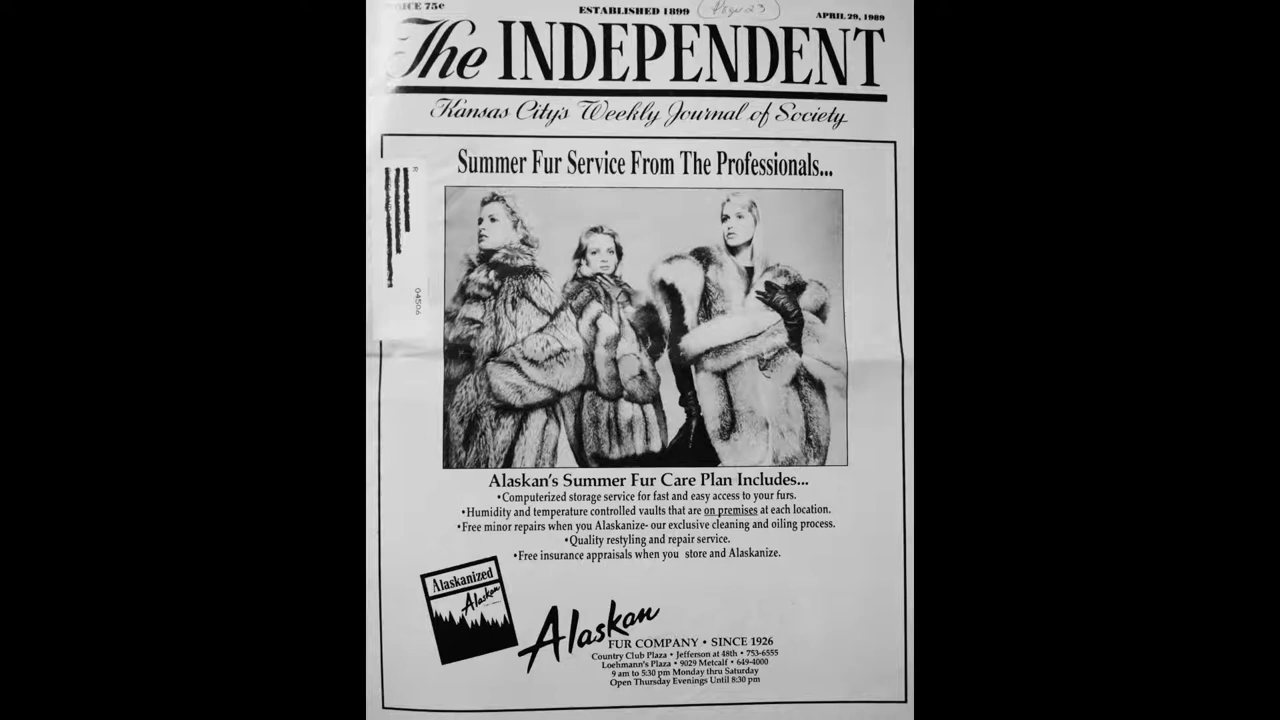 PRICE 75¢
ESTABLISHED 1899
Page 23
APRIL 29, 1989
The INDEPENDENT
Kansas City's Weekly Journal of Society
Summer Fur Service From The Professionals...
R
04506
Alaskan's Summer Fur Care Plan Includes...
•Computerized storage service for fast and easy access to your furs.
•Humidity and temperature controlled vaults that are on premises at each location.
•Free minor repairs when you Alaskanize- our exclusive cleaning and oiling process.
•Quality restyling and repair service.
•Free insurance appraisals when you store and Alaskanize.
Alaskanized
Alaskan
Alaskan
FUR COMPANY • SINCE 1926
Country Club Plaza • Jefferson at 48th • 753-6555
Loehmann's Plaza • 9029 Metcalf • 649-4000
9 am to 5:30 pm Monday thru Saturday
Open Thursday Evenings Until 8:30 pm